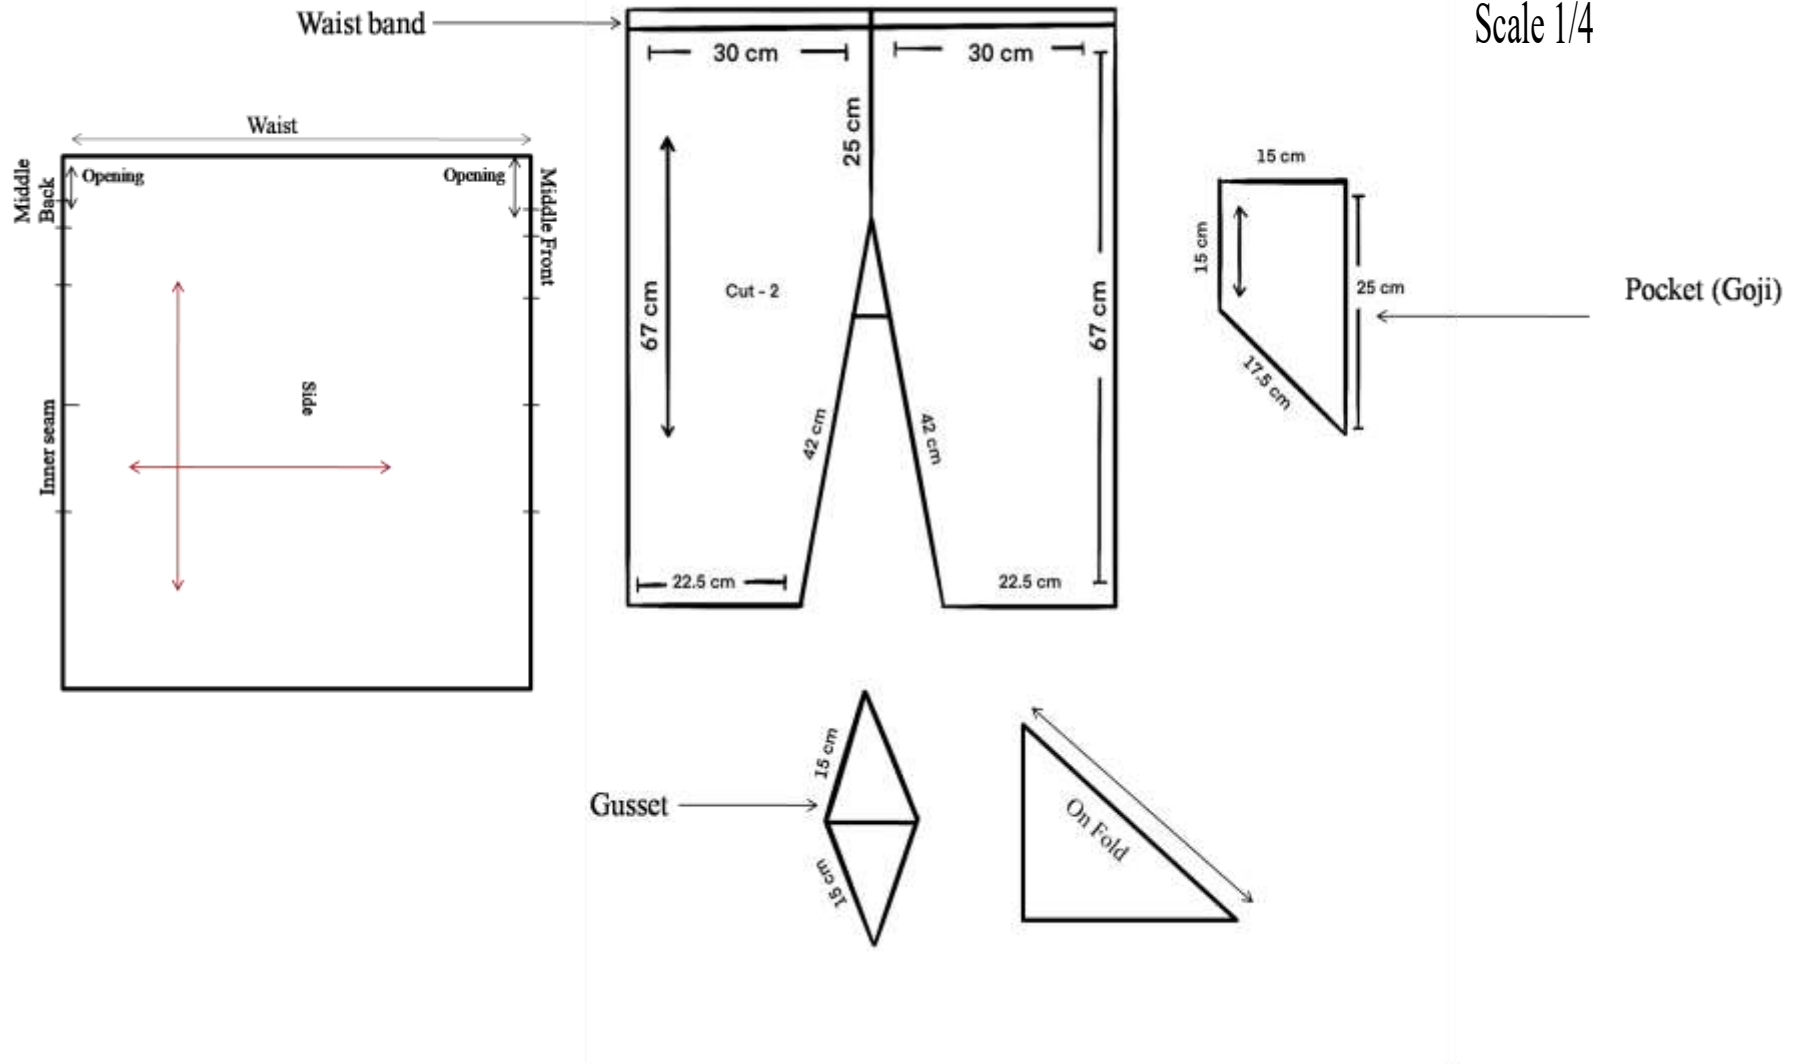 Waist band
Scale 1/4
30 cm
30 cm
25 cm
67 cm
Cut - 2
67 cm
42 cm
42 cm
22.5 cm
22.5 cm
Waist
Middle
Back
Opening
Opening
Middle Front
Side
Inner seam
15 cm
15 cm
25 cm
17.5 cm
Pocket (Goji)
Gusset
15 cm
15 cm
On Fold